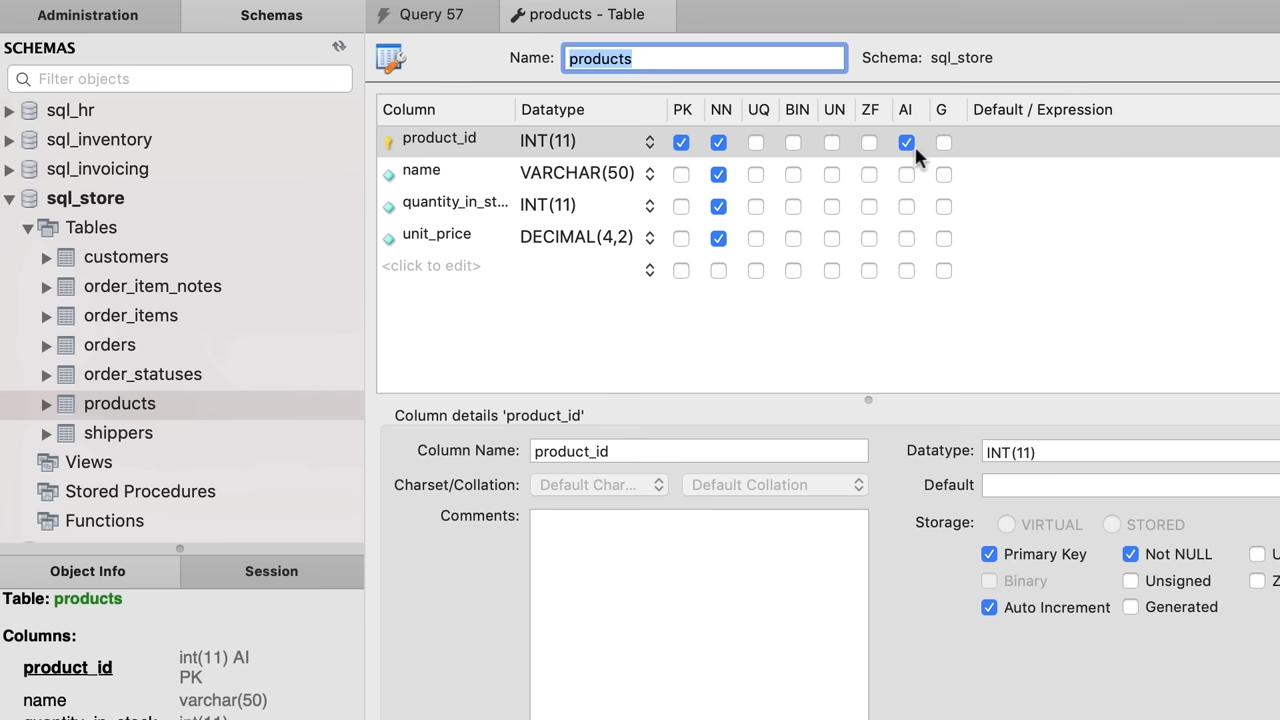 Administration
Schemas
Query 57
products - Table
SCHEMAS
Filter objects
sql_hr
sql_inventory
sql_invoicing
sql_store
Tables
customers
order_item_notes
order_items
orders
order_statuses
products
shippers
Views
Stored Procedures
Functions
Object Info
Session
Table: products
Columns:
product_id int(11) AI
PK
name varchar(50)
quantity_in_stock int(11)
Name: products Schema: sql_store
Column Datatype PK NN UQ BIN UN ZF AI G Default / Expression
product_id INT(11)
name VARCHAR(50)
quantity_in_st... INT(11)
unit_price DECIMAL(4,2)
<click to edit>
Column details 'product_id'
Column Name: product_id Datatype: INT(11)
Charset/Collation: Default Char... Default Collation Default
Comments:
Storage: VIRTUAL STORED
Primary Key Not NULL U
Binary Unsigned Z
Auto Increment Generated